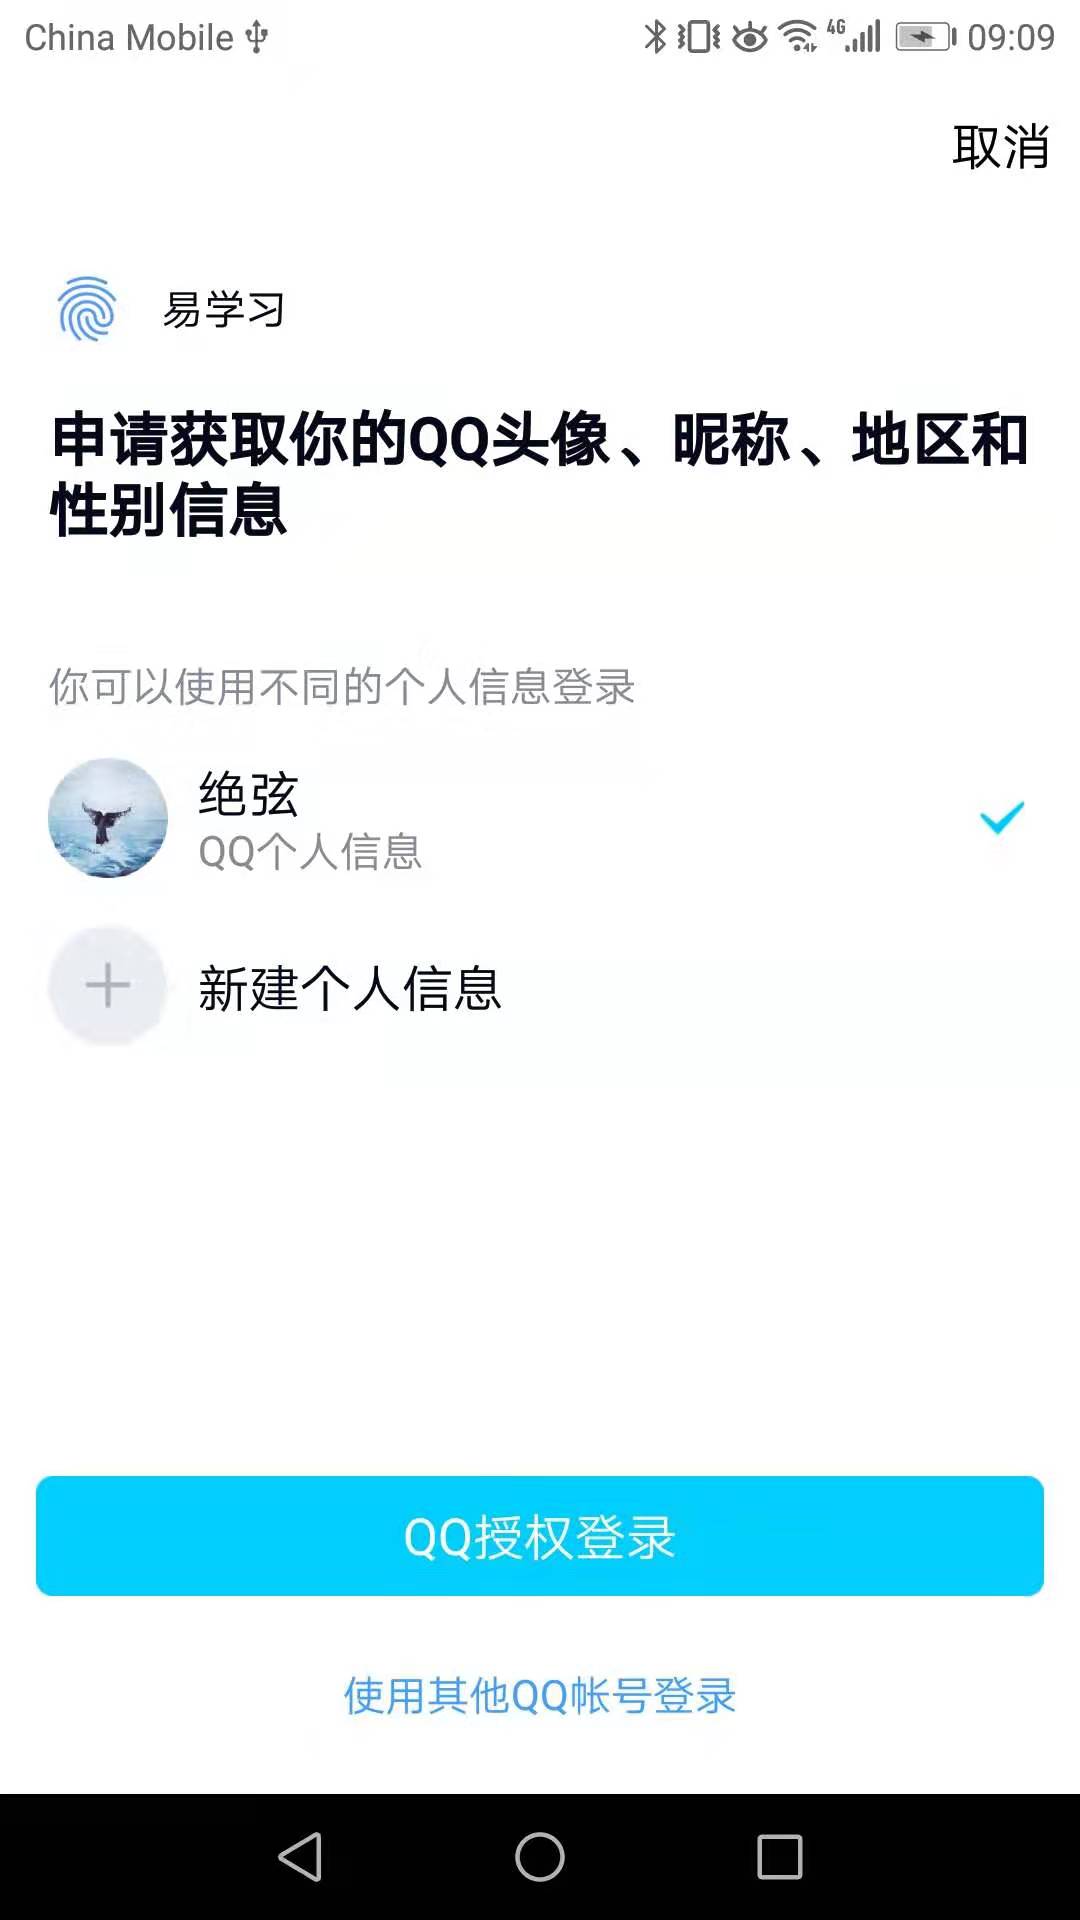 China Mobile 4G 09:09
取消
易学习
申请获取你的QQ头像、昵称、地区和
性别信息
你可以使用不同的个人信息登录
绝弦
QQ个人信息
新建个人信息
QQ授权登录
使用其他QQ帐号登录